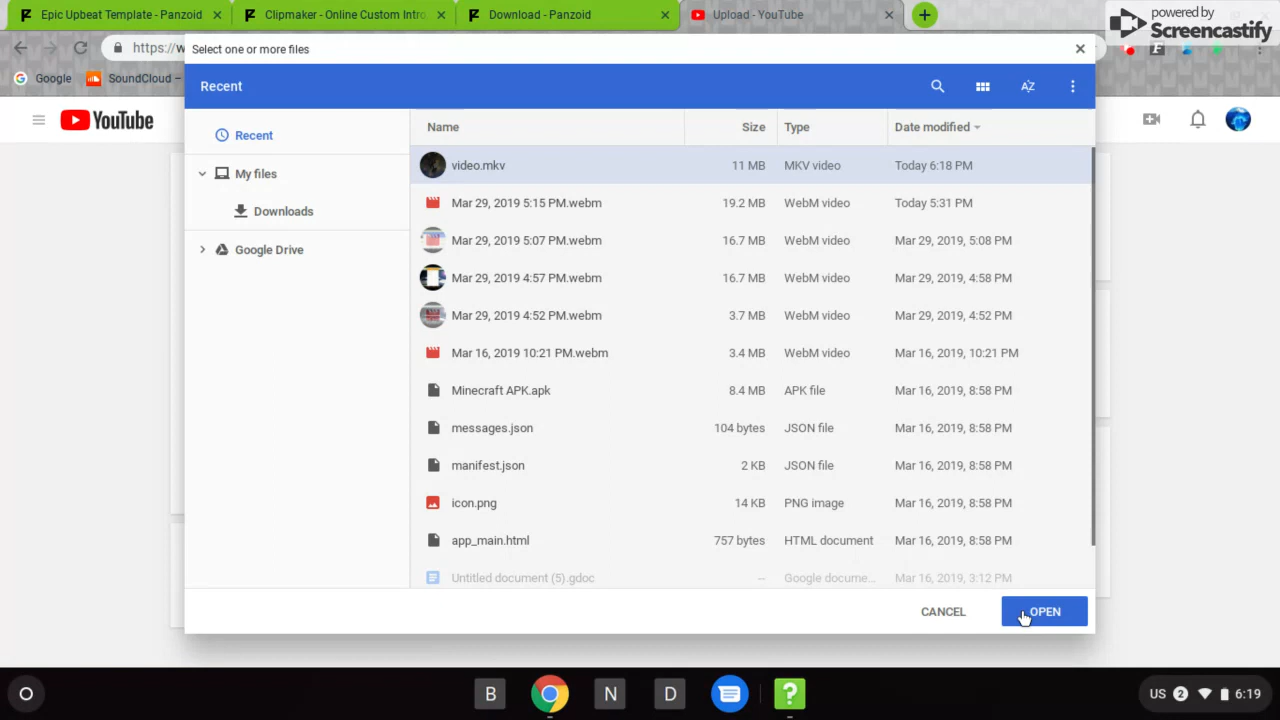 Epic Upbeat Template - Panzoid
Clipmaker - Online Custom Intro
Download - Panzoid
Upload - YouTube
powered by
Screencastify
https://w
Select one or more files
Google
SoundCloud –
Recent
YouTube
Recent
My files
Downloads
Google Drive
Name Size Type Date modified
video.mkv 11 MB MKV video Today 6:18 PM
Mar 29, 2019 5:15 PM.webm 19.2 MB WebM video Today 5:31 PM
Mar 29, 2019 5:07 PM.webm 16.7 MB WebM video Mar 29, 2019, 5:08 PM
Mar 29, 2019 4:57 PM.webm 16.7 MB WebM video Mar 29, 2019, 4:58 PM
Mar 29, 2019 4:52 PM.webm 3.7 MB WebM video Mar 29, 2019, 4:52 PM
Mar 16, 2019 10:21 PM.webm 3.4 MB WebM video Mar 16, 2019, 10:21 PM
Minecraft APK.apk 8.4 MB APK file Mar 16, 2019, 8:58 PM
messages.json 104 bytes JSON file Mar 16, 2019, 8:58 PM
manifest.json 2 KB JSON file Mar 16, 2019, 8:58 PM
icon.png 14 KB PNG image Mar 16, 2019, 8:58 PM
app_main.html 757 bytes HTML document Mar 16, 2019, 8:58 PM
Untitled document (5).gdoc -- Google docume... Mar 16, 2019, 3:12 PM
CANCEL OPEN
B N D US 2 6:19